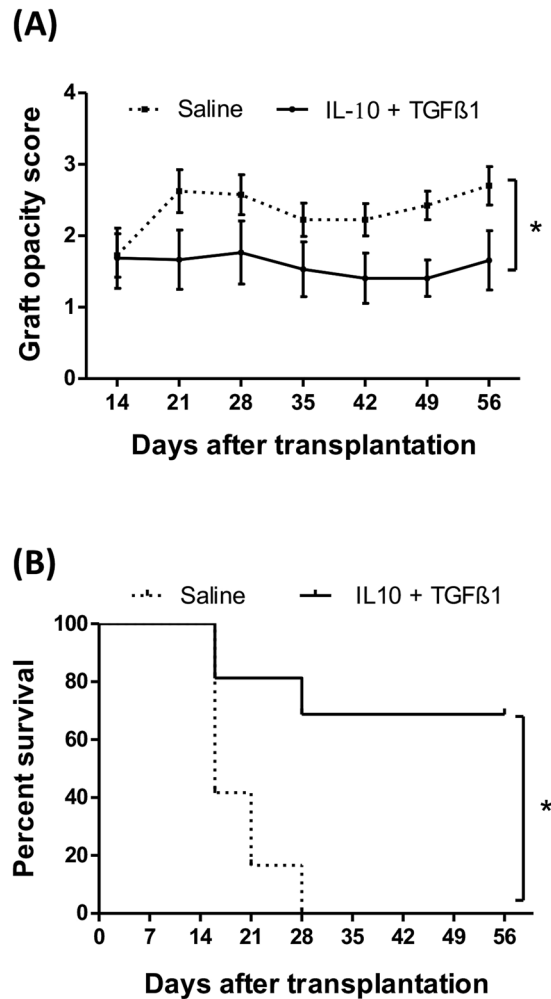 (A)
Saline IL-10 + TGFß1
Graft opacity score
4
3
2
1
0
*
14 21 28 35 42 49 56
Days after transplantation
(B)
Saline IL10 + TGFß1
Percent survival
100
80
60
40
20
0
*
0 7 14 21 28 35 42 49 56
Days after transplantation